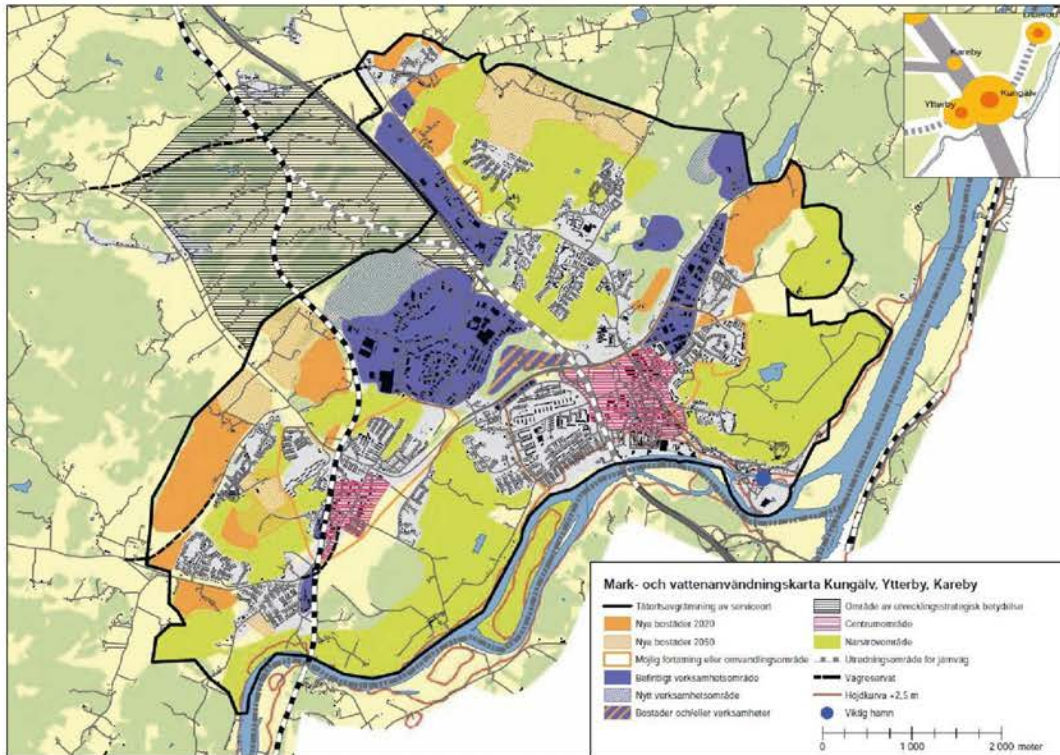 Kareby
Kungälv
Ytterby
Mark- och vattenanvändningskarta Kungälv, Ytterby, Kareby
Tätortsavgränsning av serviceort
Nya bostäder 2020
Nya bostäder 2050
Möjlig förtätning eller omvandlingsområde
Befintligt verksamhetsområde
Nytt verksamhetsområde
Bostäder och/eller verksamheter
Område av utvecklingsstrategisk betydelse
Centrumområde
Närströvområde
Utredningsområde för järnväg
Vägreservat
Höjdkurva +2,5 m
Viktig hamn
0 1 000 2 000 meter